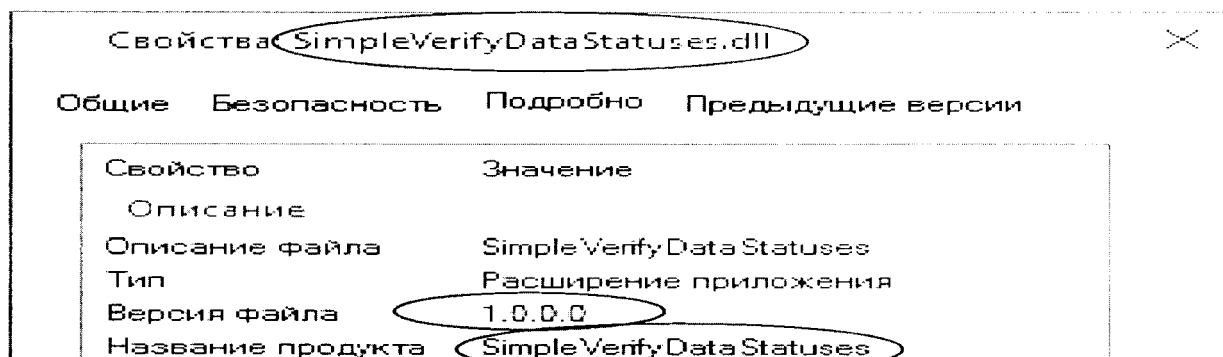 Свойства: SimpleVerifyDataStatuses.dll
Общие Безопасность Подробно Предыдущие версии
Свойство Значение
Описание
Описание файла SimpleVerifyDataStatuses
Тип Расширение приложения
Версия файла 1.0.0.0
Название продукта SimpleVerifyDataStatuses